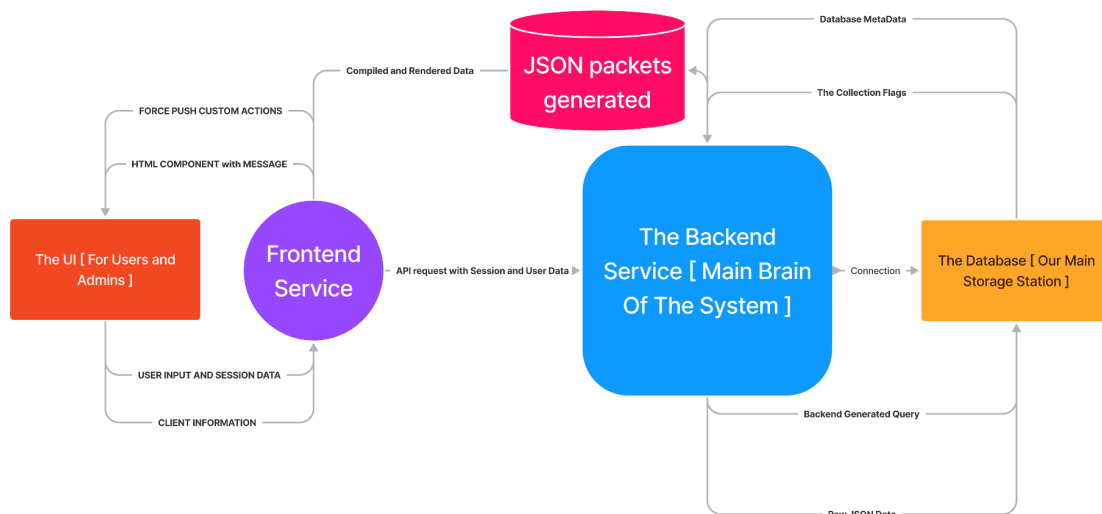 Database MetaData
JSON packets
generated
Compiled and Rendered Data
The Collection Flags
FORCE PUSH CUSTOM ACTIONS
HTML COMPONENT with MESSAGE
The UI [ For Users and
Admins ]
Frontend
Service
API request with Session and User Data
The Backend
Service [ Main Brain
Of The System ]
Connection
The Database [ Our Main
Storage Station ]
USER INPUT AND SESSION DATA
CLIENT INFORMATION
Backend Generated Query
Raw JSON Data